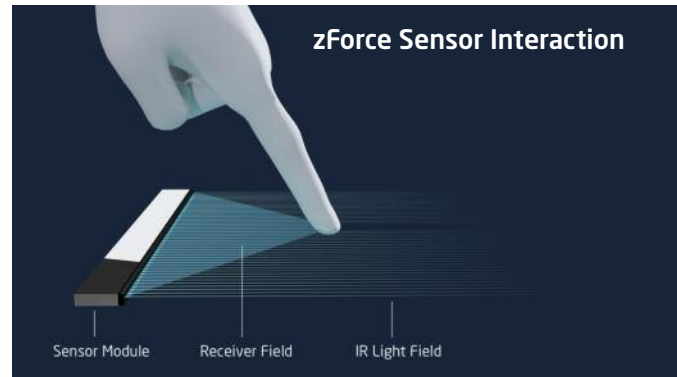 zForce Sensor Interaction
Sensor Module
Receiver Field
IR Light Field